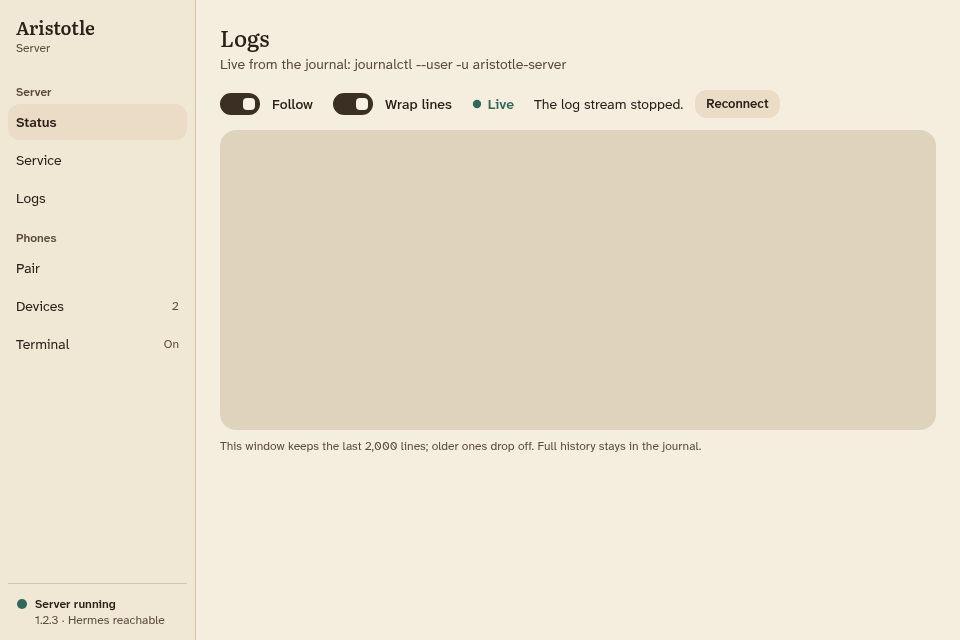 Aristotle
Server
Server
Status
Service
Logs
Phones
Pair
Devices 2
Terminal On
Server running
1.2.3 · Hermes reachable
Logs
Live from the journal: journalctl --user -u aristotle-server
Follow Wrap lines Live The log stream stopped. Reconnect
This window keeps the last 2,000 lines; older ones drop off. Full history stays in the journal.